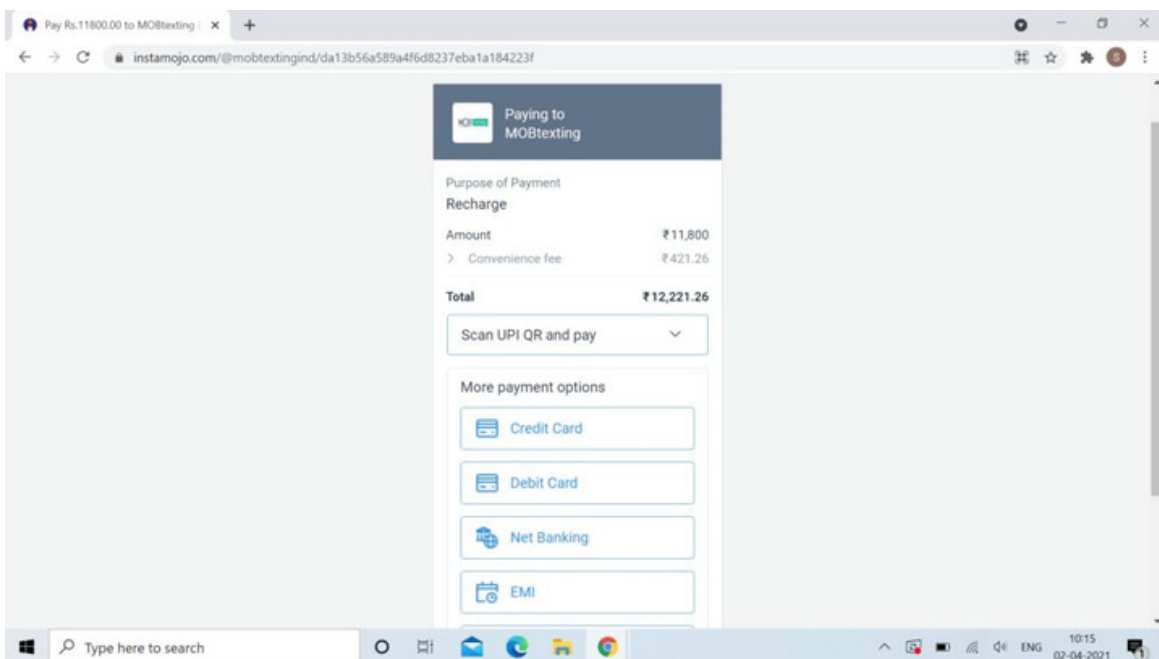 Pay Rs.11800.00 to MOBtexting |
instamojo.com/@mobtextingind/da13b56a589a4f6d8237eba1a184223f
S
Paying to
MOBtexting
Purpose of Payment
Recharge
Amount ₹11,800
Convenience fee ₹421.26
Total ₹12,221.26
Scan UPI QR and pay
More payment options
Credit Card
Debit Card
Net Banking
EMI
Type here to search
ENG
10:15
02-04-2021
1